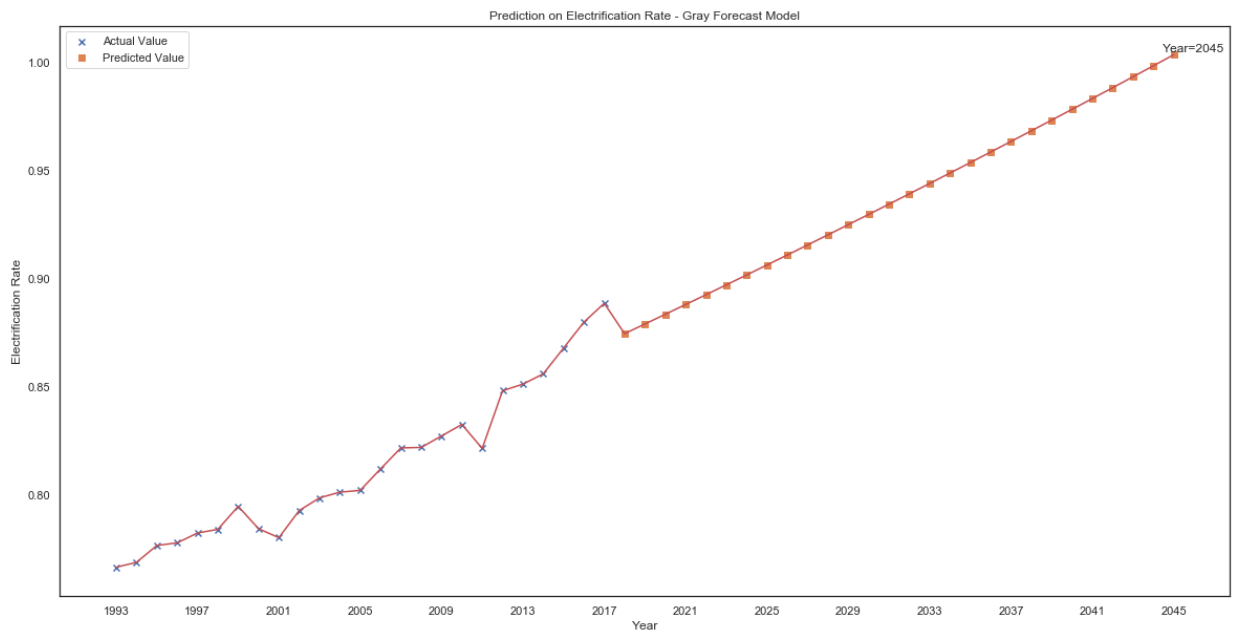 Prediction on Electrification Rate - Gray Forecast Model
Actual Value
Predicted Value
Year=2045
1.00
0.95
0.90
0.85
0.80
Electrification Rate
1993 1997 2001 2005 2009 2013 2017 2021 2025 2029 2033 2037 2041 2045
Year